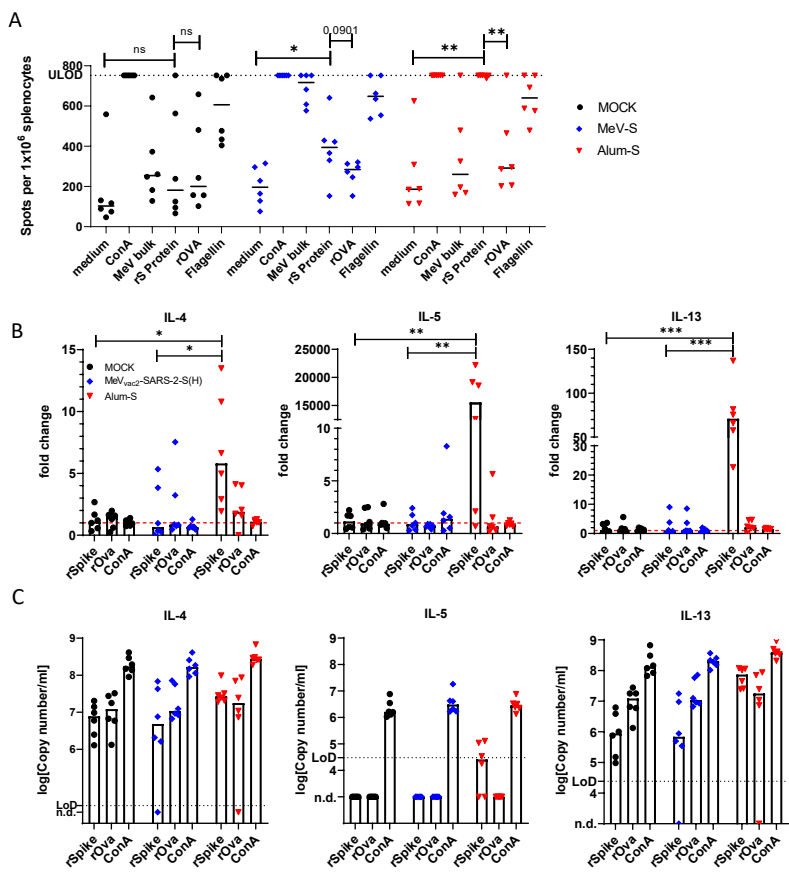 A
ns
ns
*
0.0901
**
**
ULOD
800
600
400
200
0
Spots per 1x10⁶ splenocytes
medium
ConA
MeV bulk
rS Protein
rOVA
Flagellin
medium
ConA
MeV bulk
rS Protein
rOVA
Flagellin
medium
ConA
MeV bulk
rS Protein
rOVA
Flagellin
MOCK
MeV-S
Alum-S
B
IL-4
*
*
15
10
5
0
fold change
MOCK
MeVvac2-SARS-2-S(H)
Alum-S
rSpike
rOva
ConA
rSpike
rOva
ConA
rSpike
rOva
ConA
IL-5
**
**
25000
20000
15000
10
8
6
4
2
0
fold change
rSpike
rOva
ConA
rSpike
rOva
ConA
rSpike
rOva
ConA
IL-13
***
***
150
100
50
20
10
0
fold change
rSpike
rOva
ConA
rSpike
rOva
ConA
rSpike
rOva
ConA
C
IL-4
9
8
7
6
LoD
n.d.
log[Copy number/ml]
rSpike
rOva
ConA
rSpike
rOva
ConA
rSpike
rOva
ConA
IL-5
9
8
7
6
5
LoD
4
n.d.
log[Copy number/ml]
rSpike
rOva
ConA
rSpike
rOva
ConA
rSpike
rOva
ConA
IL-13
9
8
7
6
5
LoD
4
n.d.
log[Copy number/ml]
rSpike
rOva
ConA
rSpike
rOva
ConA
rSpike
rOva
ConA